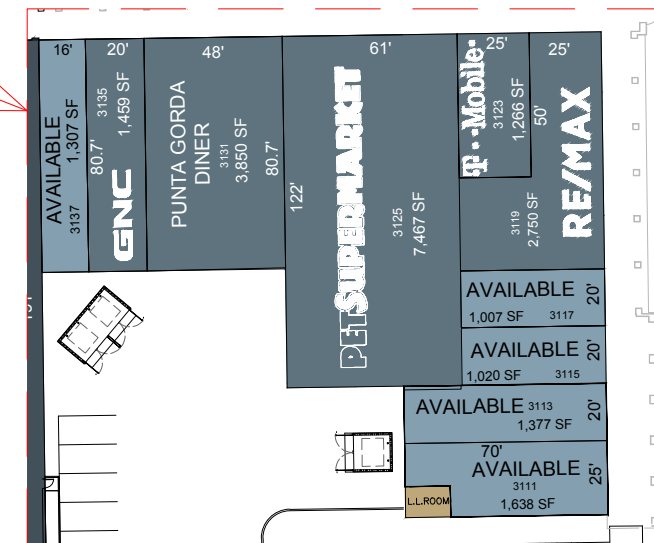 16'
AVAILABLE
1,307 SF
3137
20'
3135
1,459 SF
80.7'
GNC
48'
PUNTA GORDA
DINER
3131
3,850 SF
80.7'
61'
122'
PETSUPERMARKET
3125
7,467 SF
25'
T-Mobile
3123
1,266 SF
25'
50'
RE/MAX
3119
2,750 SF
AVAILABLE
20'
1,007 SF 3117
AVAILABLE
20'
1,020 SF 3115
AVAILABLE 3113
20'
1,377 SF
70'
AVAILABLE
25'
3111
1,638 SF
L.L.ROOM